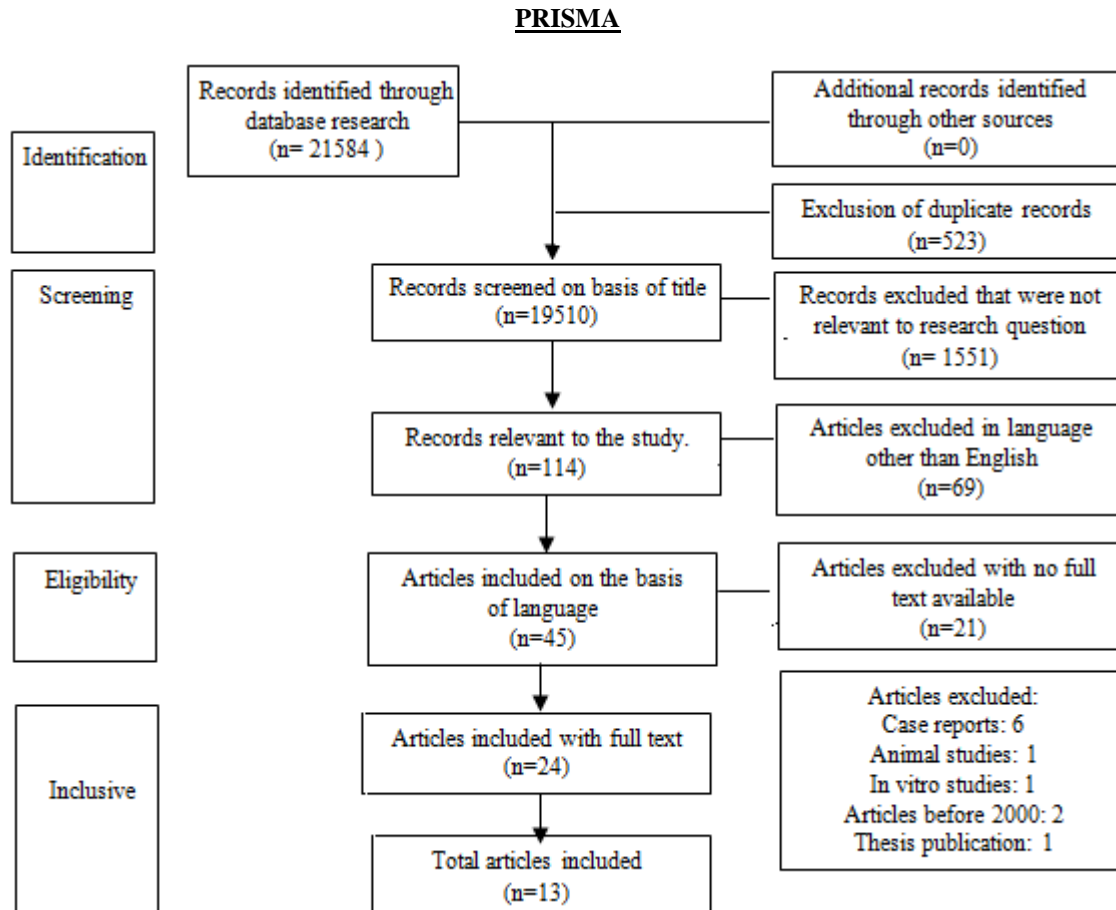 PRISMA
Records identified through
database research
(n= 21584 )
Additional records identified
through other sources
(n=0)
Identification
Exclusion of duplicate records
(n=523)
Screening
Records screened on basis of title
(n=19510)
Records excluded that were not
relevant to research question
(n= 1551)
Records relevant to the study.
(n=114)
Articles excluded in language
other than English
(n=69)
Eligibility
Articles included on the basis
of language
(n=45)
Articles excluded with no full
text available
(n=21)
Inclusive
Articles included with full text
(n=24)
Articles excluded:
Case reports: 6
Animal studies: 1
In vitro studies: 1
Articles before 2000: 2
Thesis publication: 1
Total articles included
(n=13)